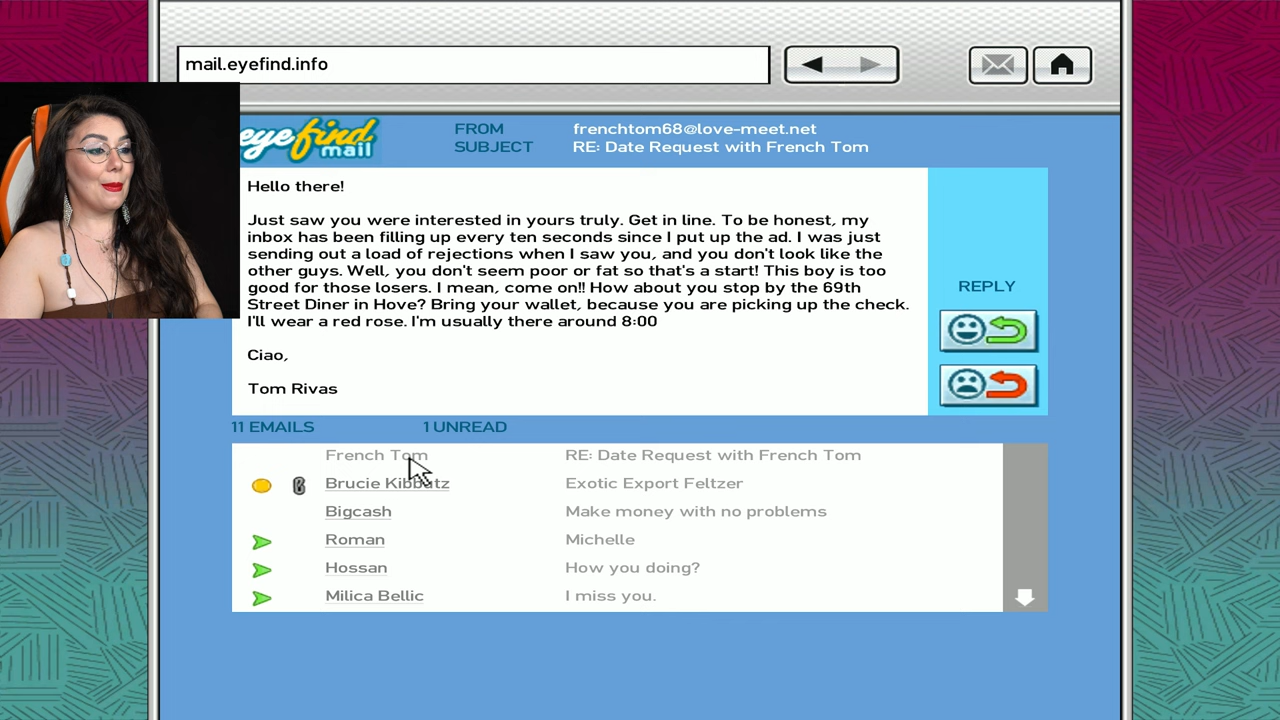 mail.eyefind.info
eyefind
mail
FROM frenchtom68@love-meet.net
SUBJECT RE: Date Request with French Tom
Hello there!
Just saw you were interested in yours truly. Get in line. To be honest, my
inbox has been filling up every ten seconds since I put up the ad. I was just
sending out a load of rejections when I saw you, and you don't look like the
other guys. Well, you don't seem poor or fat so that's a start! This boy is too
good for those losers. I mean, come on!! How about you stop by the 69th
Street Diner in Hove? Bring your wallet, because you are picking up the check.
I'll wear a red rose. I'm usually there around 8:00
Ciao,
Tom Rivas
REPLY
11 EMAILS 1 UNREAD
French Tom RE: Date Request with French Tom
Brucie Kibbutz Exotic Export Feltzer
Bigcash Make money with no problems
Roman Michelle
Hossan How you doing?
Milica Bellic I miss you.